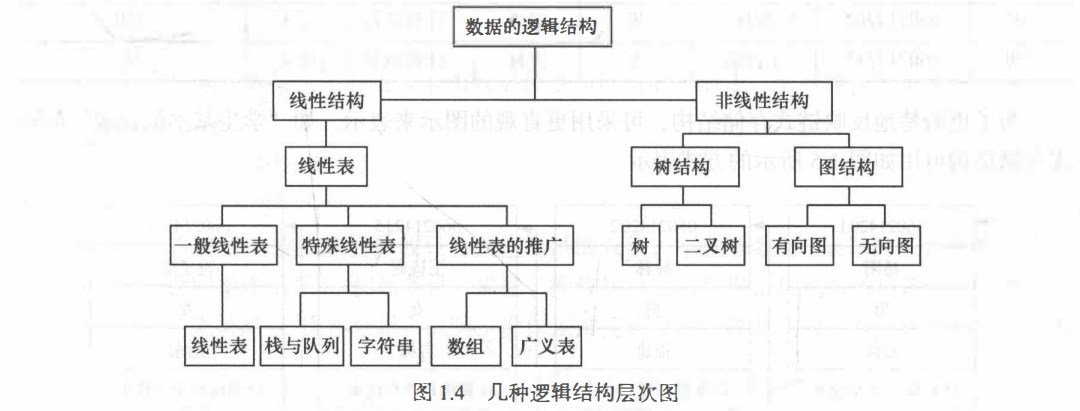 数据的逻辑结构
线性结构 非线性结构
线性表 树结构 图结构
一般线性表 特殊线性表 线性表的推广 树 二叉树 有向图 无向图
线性表 栈与队列 字符串 数组 广义表
图 1.4 几种逻辑结构层次图